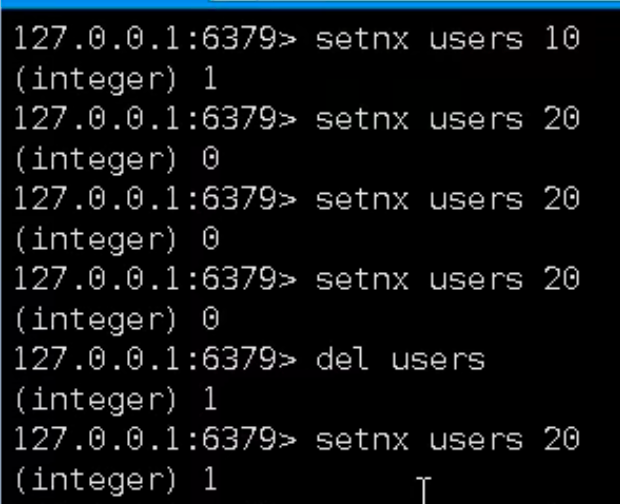 127.0.0.1:6379> setnx users 10
(integer) 1
127.0.0.1:6379> setnx users 20
(integer) 0
127.0.0.1:6379> setnx users 20
(integer) 0
127.0.0.1:6379> setnx users 20
(integer) 0
127.0.0.1:6379> del users
(integer) 1
127.0.0.1:6379> setnx users 20
(integer) 1